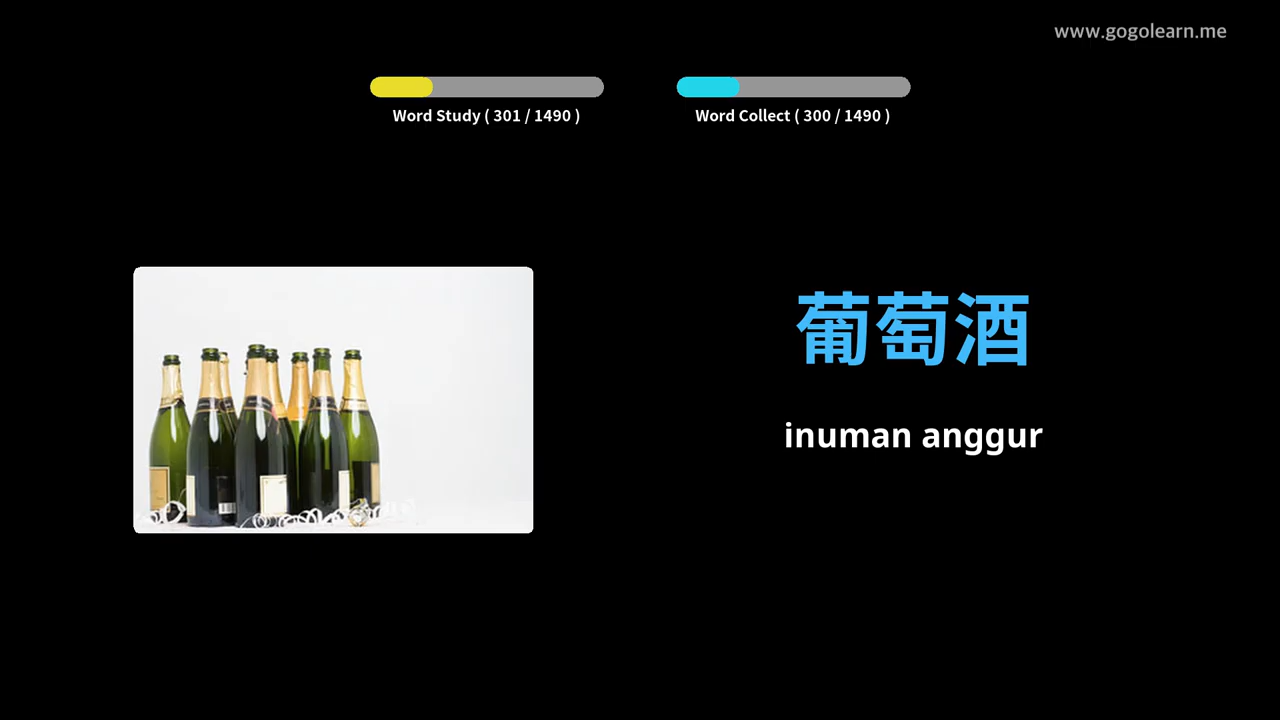 www.gogolearn.me
Word Study ( 301 / 1490 )
Word Collect ( 300 / 1490 )
葡萄酒
inuman anggur